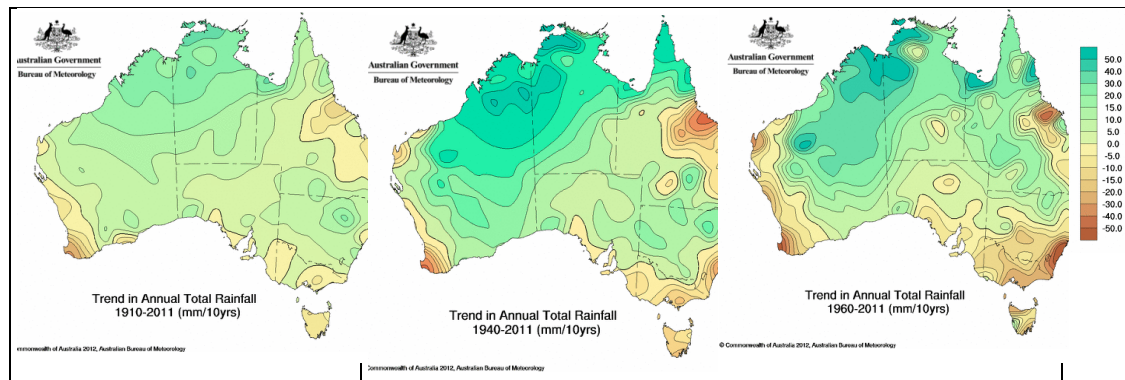 Australian Government
Bureau of Meteorology
Trend in Annual Total Rainfall
1910-2011 (mm/10yrs)
mmonwealth of Australia 2012, Australian Bureau of Meteorology
Australian Government
Bureau of Meteorology
Trend in Annual Total Rainfall
1940-2011 (mm/10yrs)
Commonwealth of Australia 2012, Australian Bureau of Meteorology
Australian Government
Bureau of Meteorology
Trend in Annual Total Rainfall
1960-2011 (mm/10yrs)
© Commonwealth of Australia 2012, Australian Bureau of Meteorology
50.0
40.0
30.0
20.0
15.0
10.0
5.0
0.0
-5.0
-10.0
-15.0
-20.0
-30.0
-40.0
-50.0